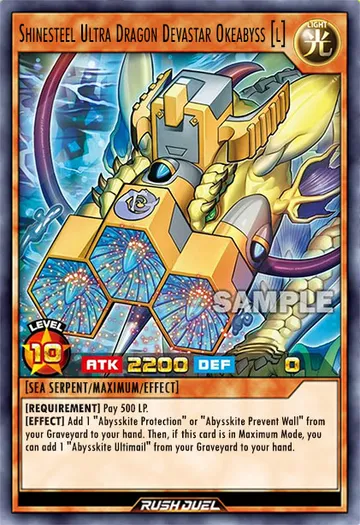 Shinesteel Ultra Dragon Devastar Okeabyss [L]
LIGHT
光
SAMPLE
LEVEL
10
ATK 2200 DEF 0
[SEA SERPENT/MAXIMUM/EFFECT]
[REQUIREMENT] Pay 500 LP.
[EFFECT] Add 1 "Abysskite Protection" or "Abysskite Prevent Wall" from
your Graveyard to your hand. Then, if this card is in Maximum Mode, you
can add 1 "Abysskite Ultimail" from your Graveyard to your hand.
RUSH DUEL